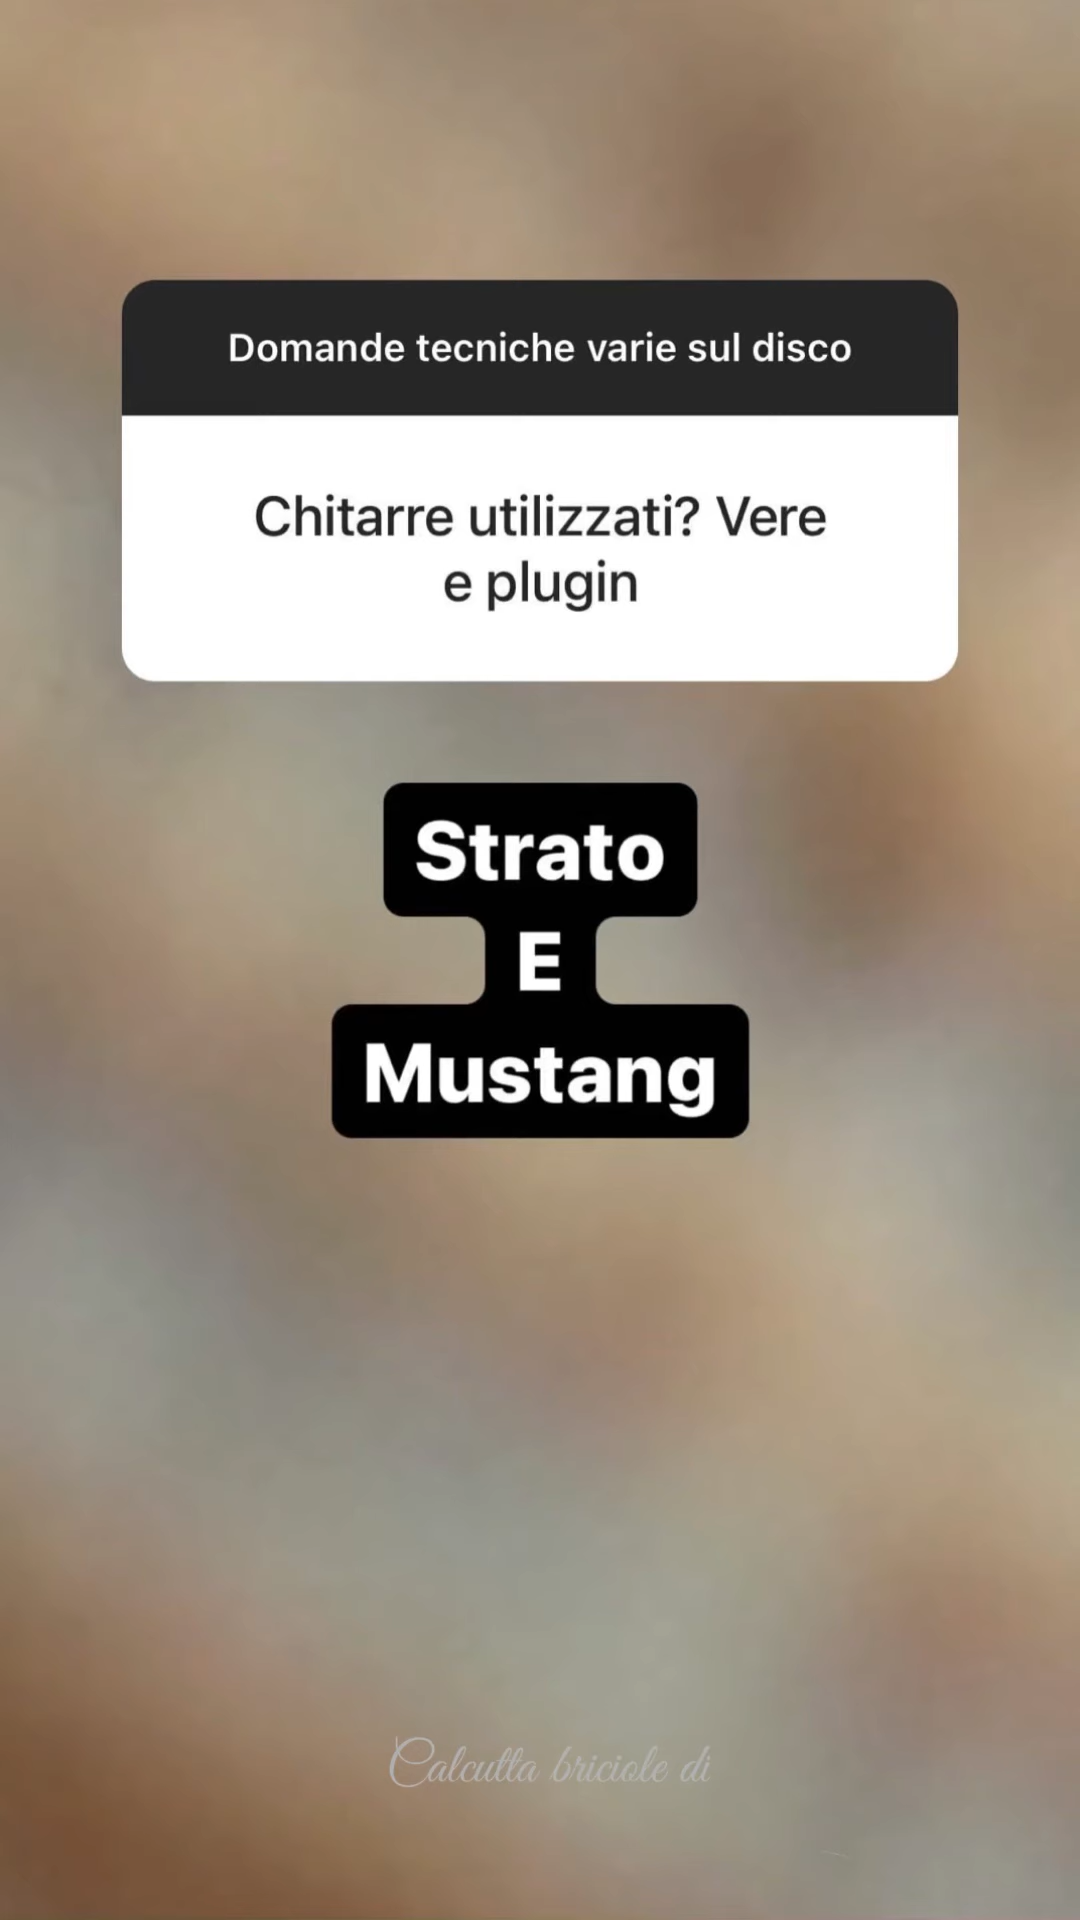 Domande tecniche varie sul disco
Chitarre utilizzati? Vere
e plugin
Strato
E
Mustang
Calcutta briciole di